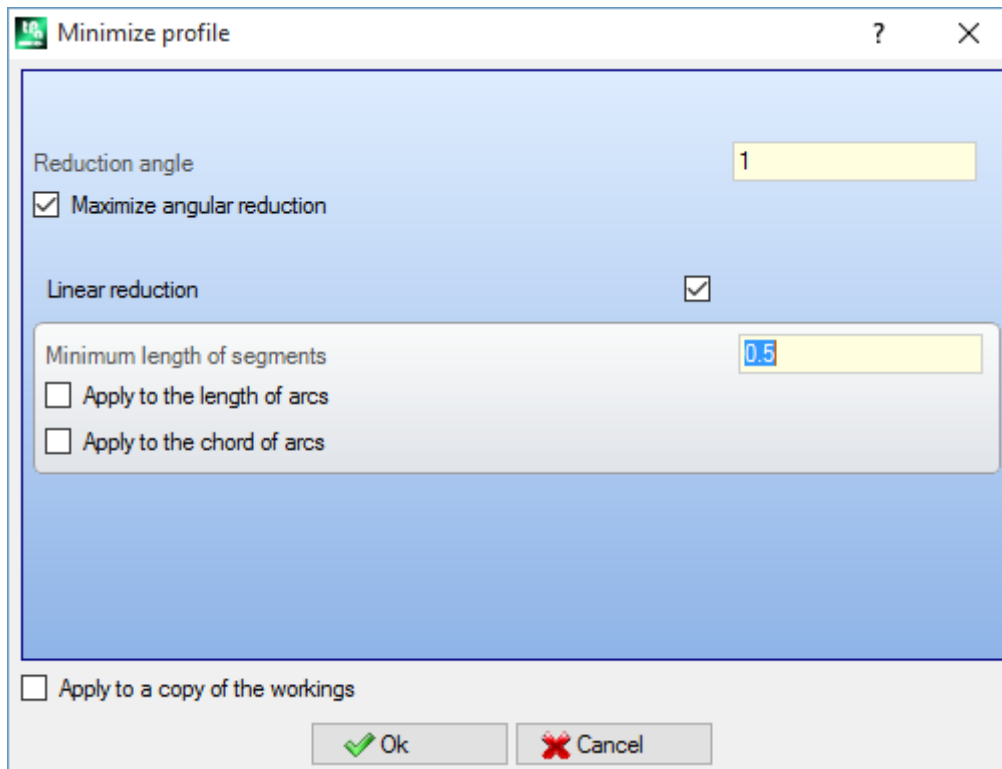 Minimize profile
?
Reduction angle 1
Maximize angular reduction
Linear reduction
Minimum length of segments 0.5
Apply to the length of arcs
Apply to the chord of arcs
Apply to a copy of the workings
Ok Cancel